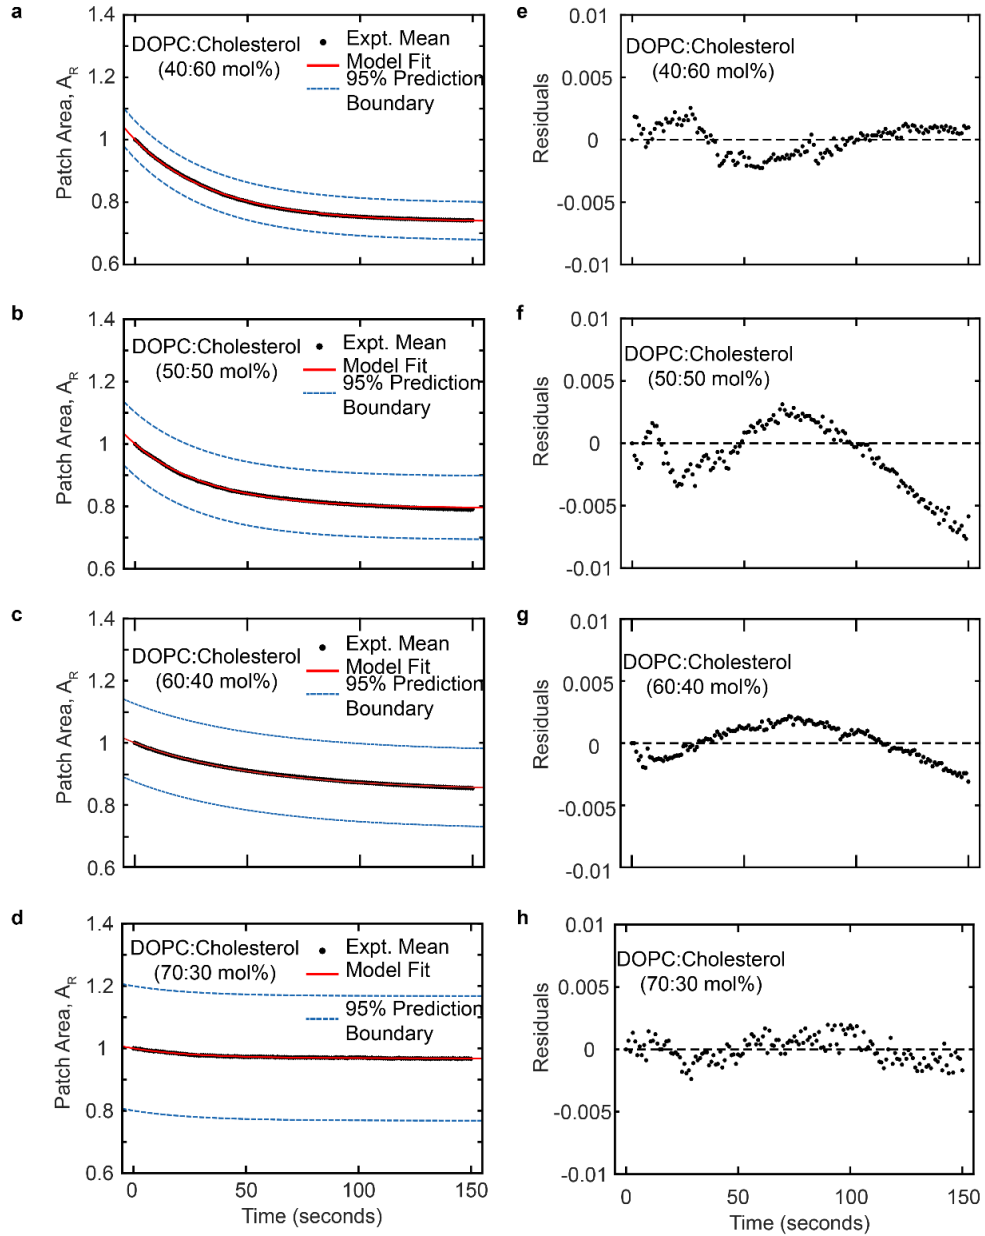 a
1.4
1.2
1
0.8
0.6
Patch Area, A_R
DOPC:Cholesterol
(40:60 mol%)
Expt. Mean
Model Fit
95% Prediction
Boundary
e
0.01
0.005
0
-0.005
-0.01
Residuals
DOPC:Cholesterol
(40:60 mol%)
b
1.4
1.2
1
0.8
0.6
Patch Area, A_R
DOPC:Cholesterol
(50:50 mol%)
Expt. Mean
Model Fit
95% Prediction
Boundary
f
0.01
0.005
0
-0.005
-0.01
Residuals
DOPC:Cholesterol
(50:50 mol%)
c
1.4
1.2
1
0.8
0.6
Patch Area, A_R
DOPC:Cholesterol
(60:40 mol%)
Expt. Mean
Model Fit
95% Prediction
Boundary
g
0.01
0.005
0
-0.005
-0.01
Residuals
DOPC:Cholesterol
(60:40 mol%)
d
1.4
1.2
1
0.8
0.6
Patch Area, A_R
DOPC:Cholesterol
(70:30 mol%)
Expt. Mean
Model Fit
95% Prediction
Boundary
0 50 100 150
Time (seconds)
h
0.01
0.005
0
-0.005
-0.01
Residuals
DOPC:Cholesterol
(70:30 mol%)
0 50 100 150
Time (seconds)